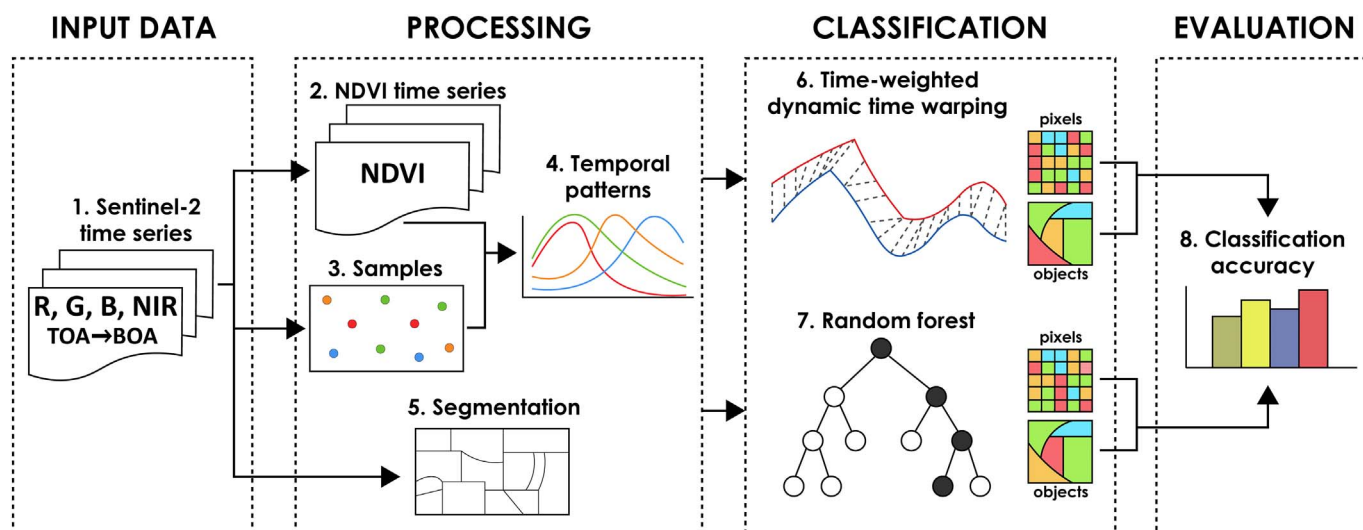 INPUT DATA
PROCESSING
CLASSIFICATION
EVALUATION
1. Sentinel-2
time series
R, G, B, NIR
TOA→BOA
2. NDVI time series
NDVI
3. Samples
4. Temporal
patterns
5. Segmentation
6. Time-weighted
dynamic time warping
pixels
objects
7. Random forest
pixels
objects
8. Classification
accuracy